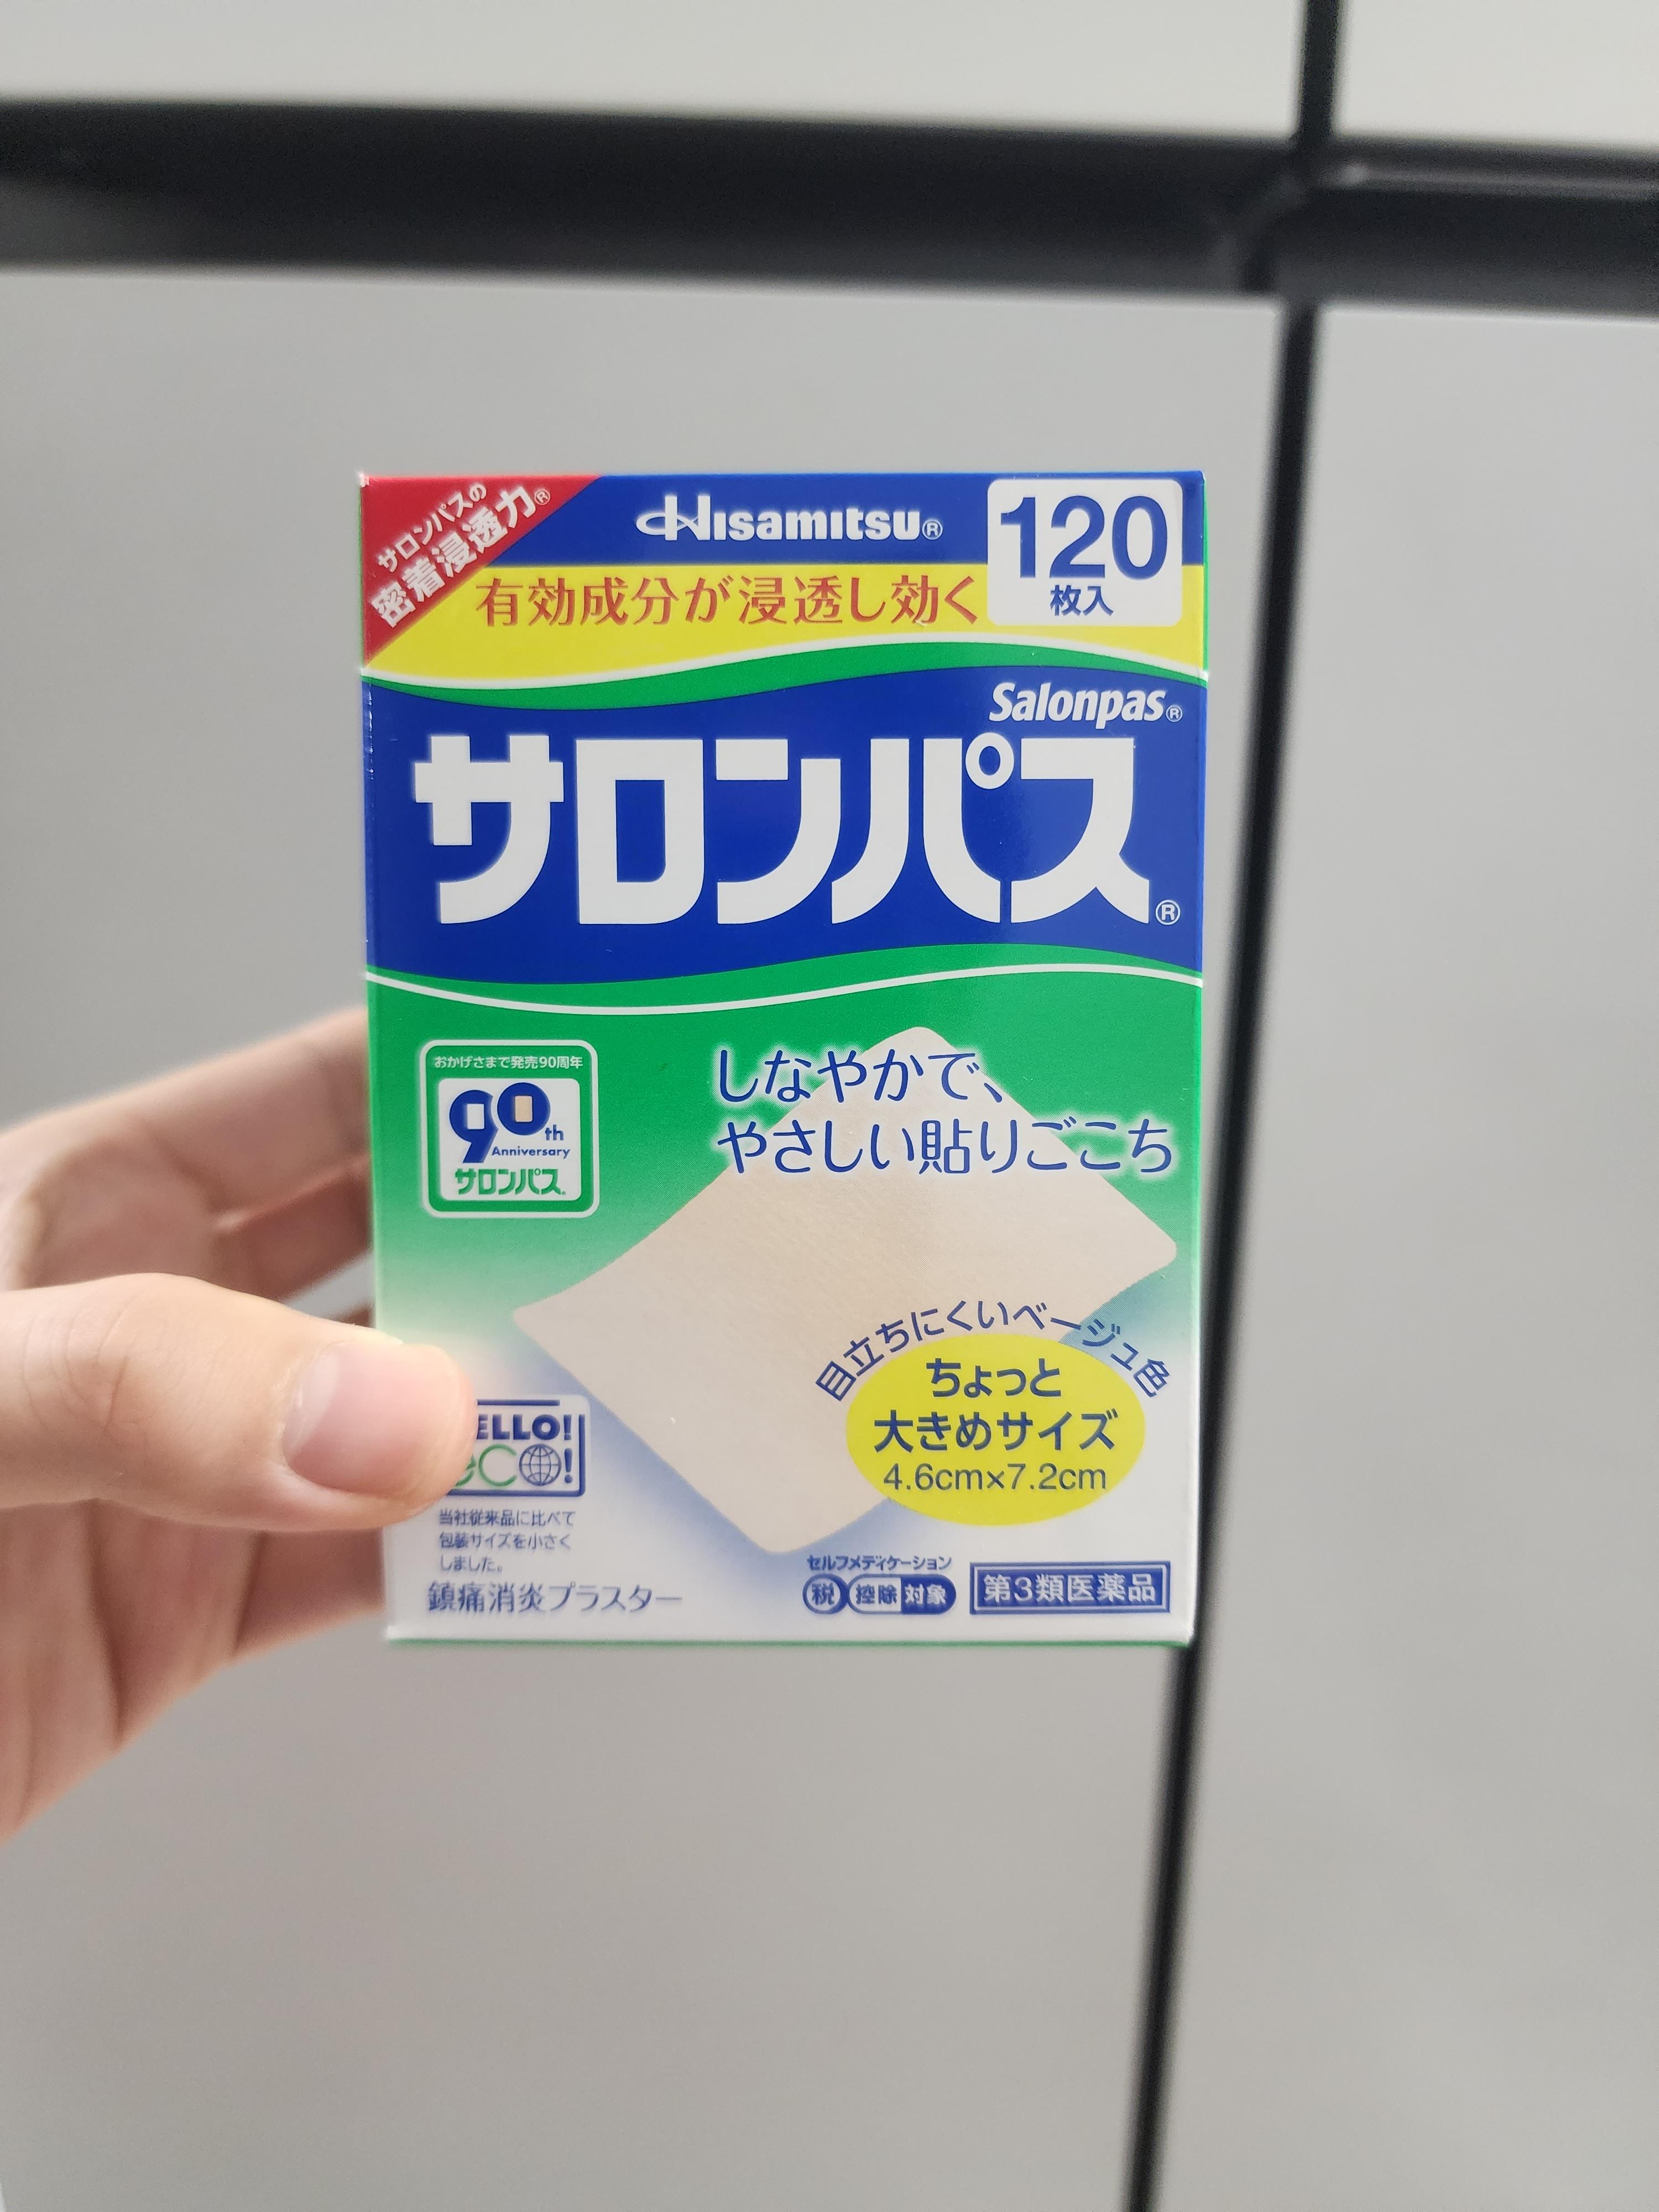 サロンパスの
密着浸透力®
Hisamitsu®
120
枚入
有効成分が浸透し効く
Salonpas®
サロンパス®
おかげさまで発売90周年
90th
Anniversary
サロンパス®
しなやかで、
やさしい貼りごこち
目立ちにくいベージュ色
ちょっと
大きめサイズ
4.6cm×7.2cm
ELLO!
eco!
当社従来品に比べて
包装サイズを小さく
しました。
鎮痛消炎プラスター
セルフメディケーション
税 控除 対象
第3類医薬品